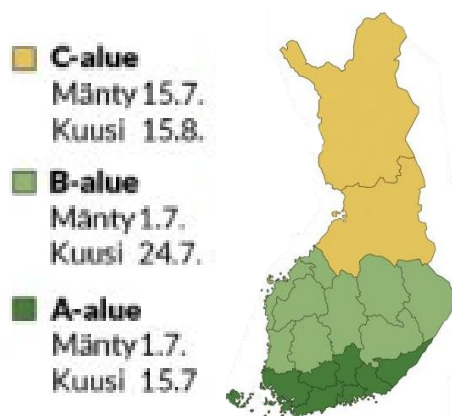 C-alue
Mänty 15.7.
Kuusi 15.8.
B-alue
Mänty 1.7.
Kuusi 24.7.
A-alue
Mänty 1.7.
Kuusi 15.7